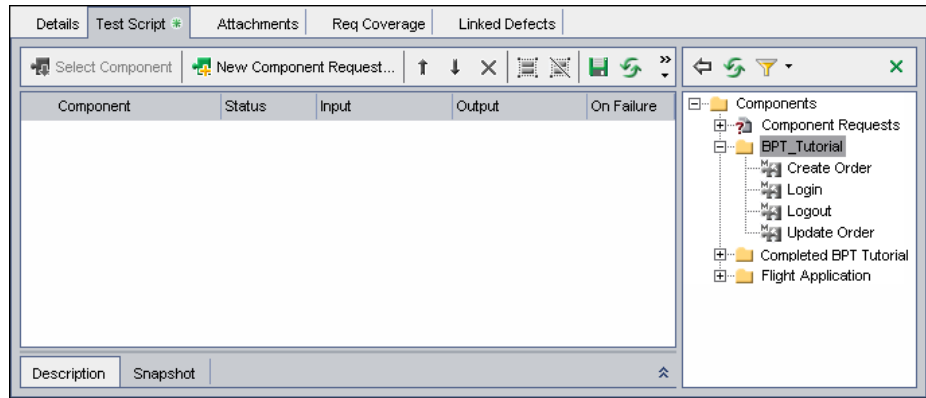 Details Test Script Attachments Req Coverage Linked Defects
Select Component New Component Request...
Component Status Input Output On Failure
Components
Component Requests
BPT_Tutorial
Create Order
Login
Logout
Update Order
Completed BPT Tutorial
Flight Application
Description Snapshot